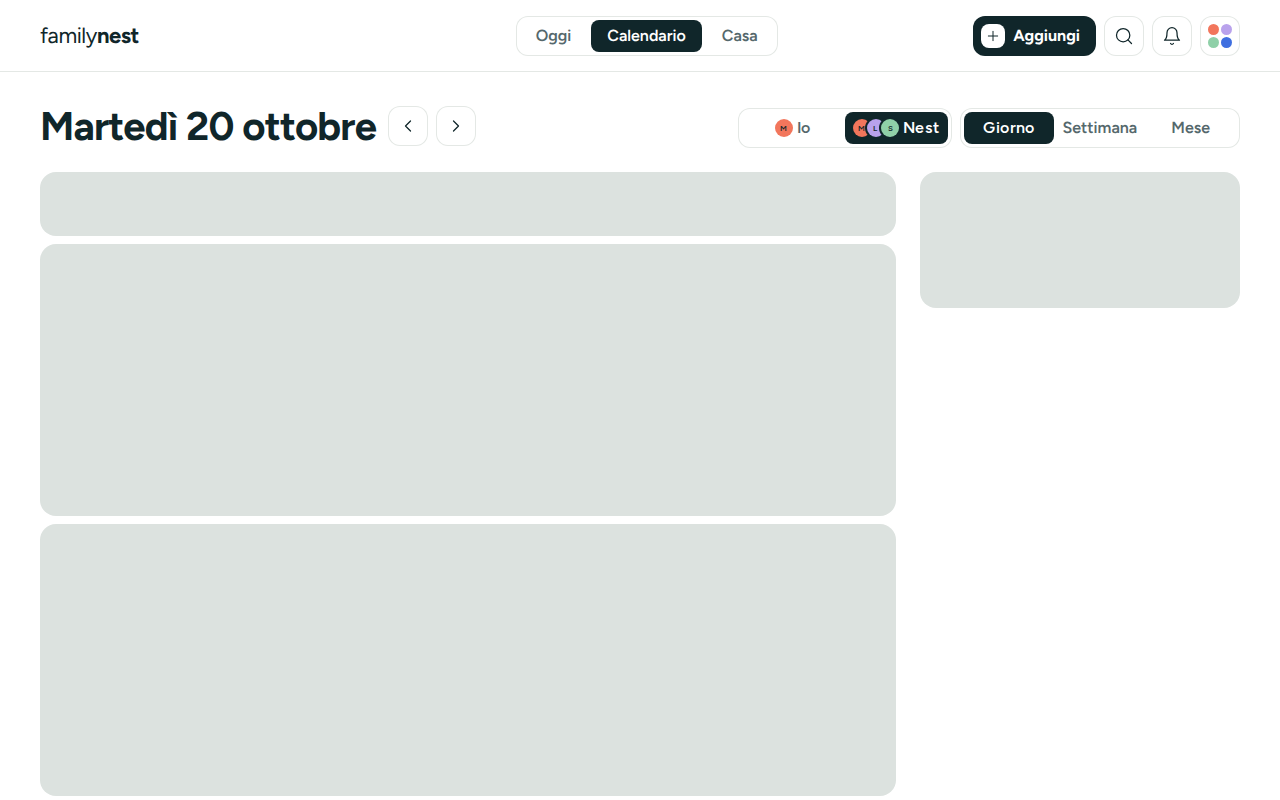 familynest
Oggi
Calendario
Casa
Aggiungi
Martedì 20 ottobre
M Io
M L S Nest
Giorno
Settimana
Mese